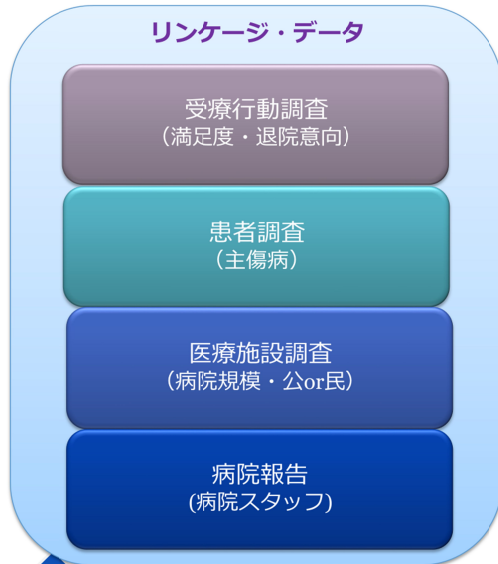 リンケージ・データ
受療行動調査
（満足度・退院意向）
患者調査
（主傷病）
医療施設調査
（病院規模・公or民）
病院報告
(病院スタッフ)